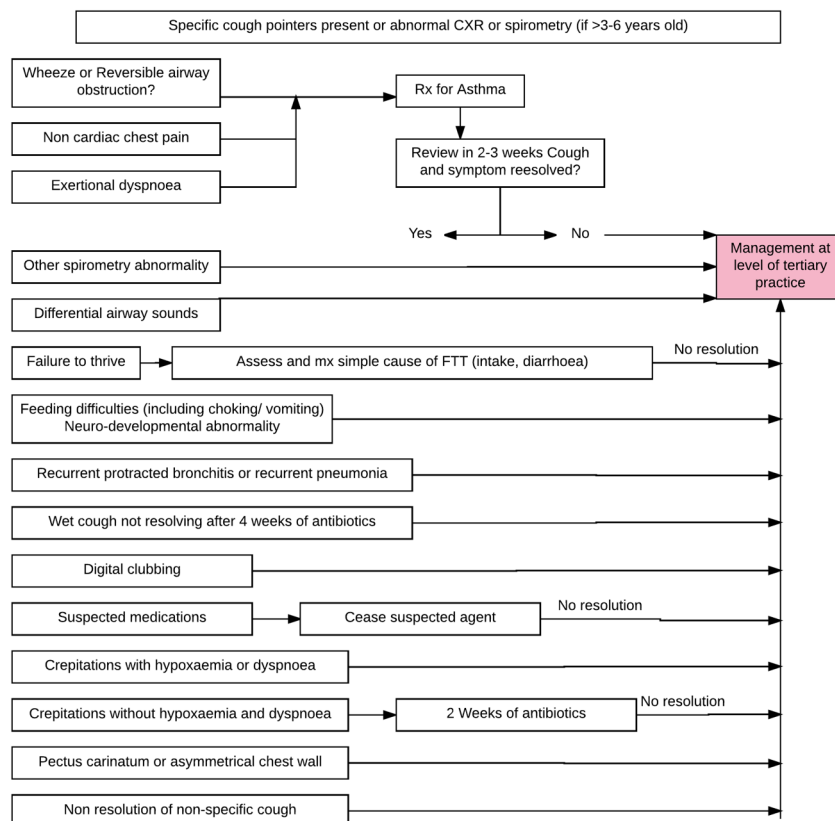 Specific cough pointers present or abnormal CXR or spirometry (if >3-6 years old)
Wheeze or Reversible airway
obstruction?
Rx for Asthma
Non cardiac chest pain
Review in 2-3 weeks Cough
and symptom reesolved?
Exertional dyspnoea
Yes
No
Management at
level of tertiary
practice
Other spirometry abnormality
Differential airway sounds
Failure to thrive
Assess and mx simple cause of FTT (intake, diarrhoea)
No resolution
Feeding difficulties (including choking/ vomiting)
Neuro-developmental abnormality
Recurrent protracted bronchitis or recurrent pneumonia
Wet cough not resolving after 4 weeks of antibiotics
Digital clubbing
Suspected medications
Cease suspected agent
No resolution
Crepitations with hypoxaemia or dyspnoea
Crepitations without hypoxaemia and dyspnoea
2 Weeks of antibiotics
No resolution
Pectus carinatum or asymmetrical chest wall
Non resolution of non-specific cough